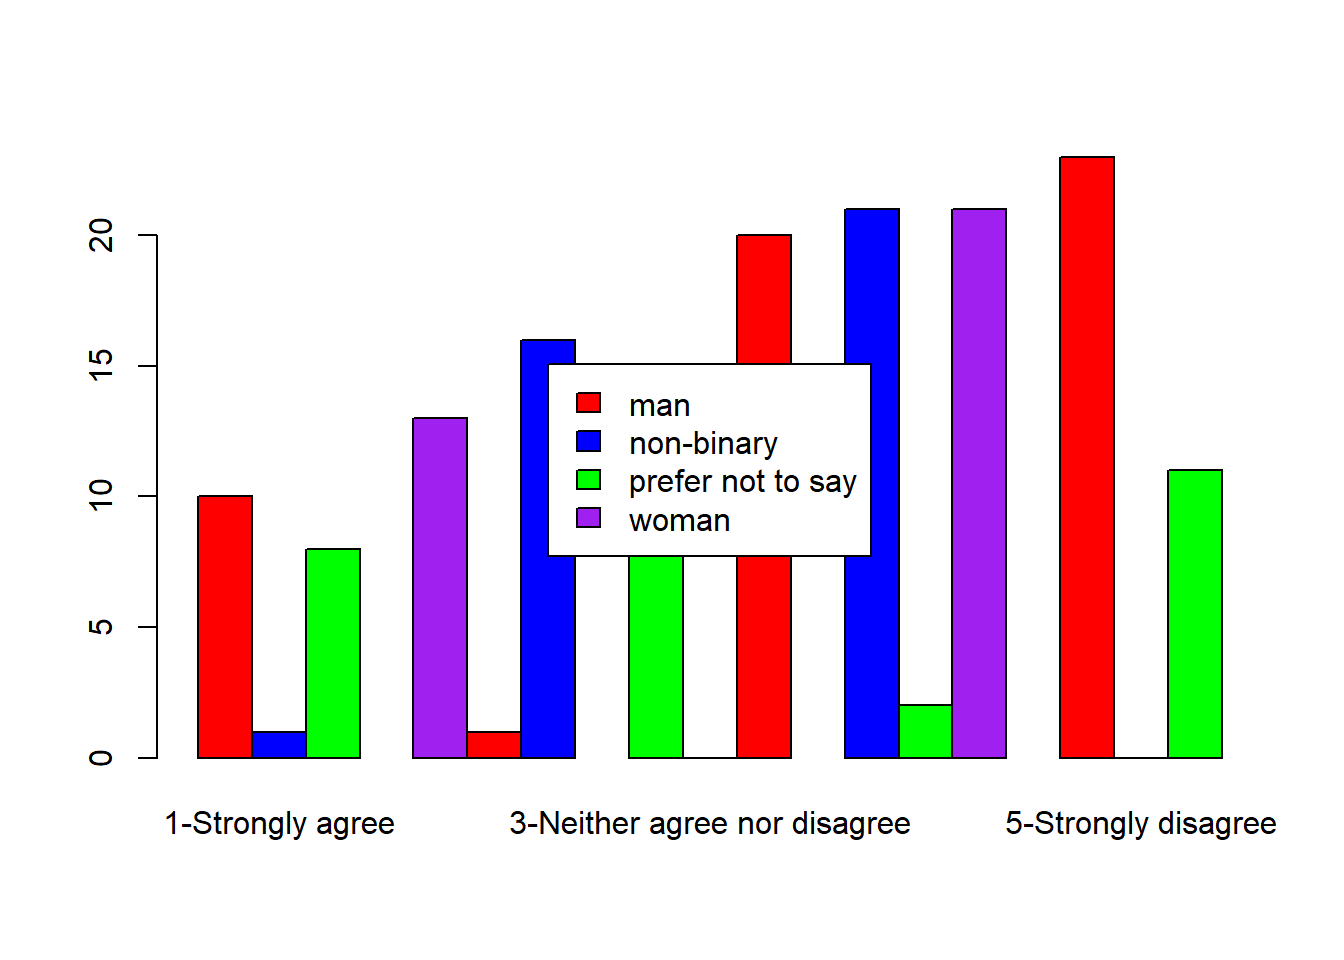 20
15
10
5
0
man
non-binary
prefer not to say
woman
1-Strongly agree
3-Neither agree nor disagree
5-Strongly disagree